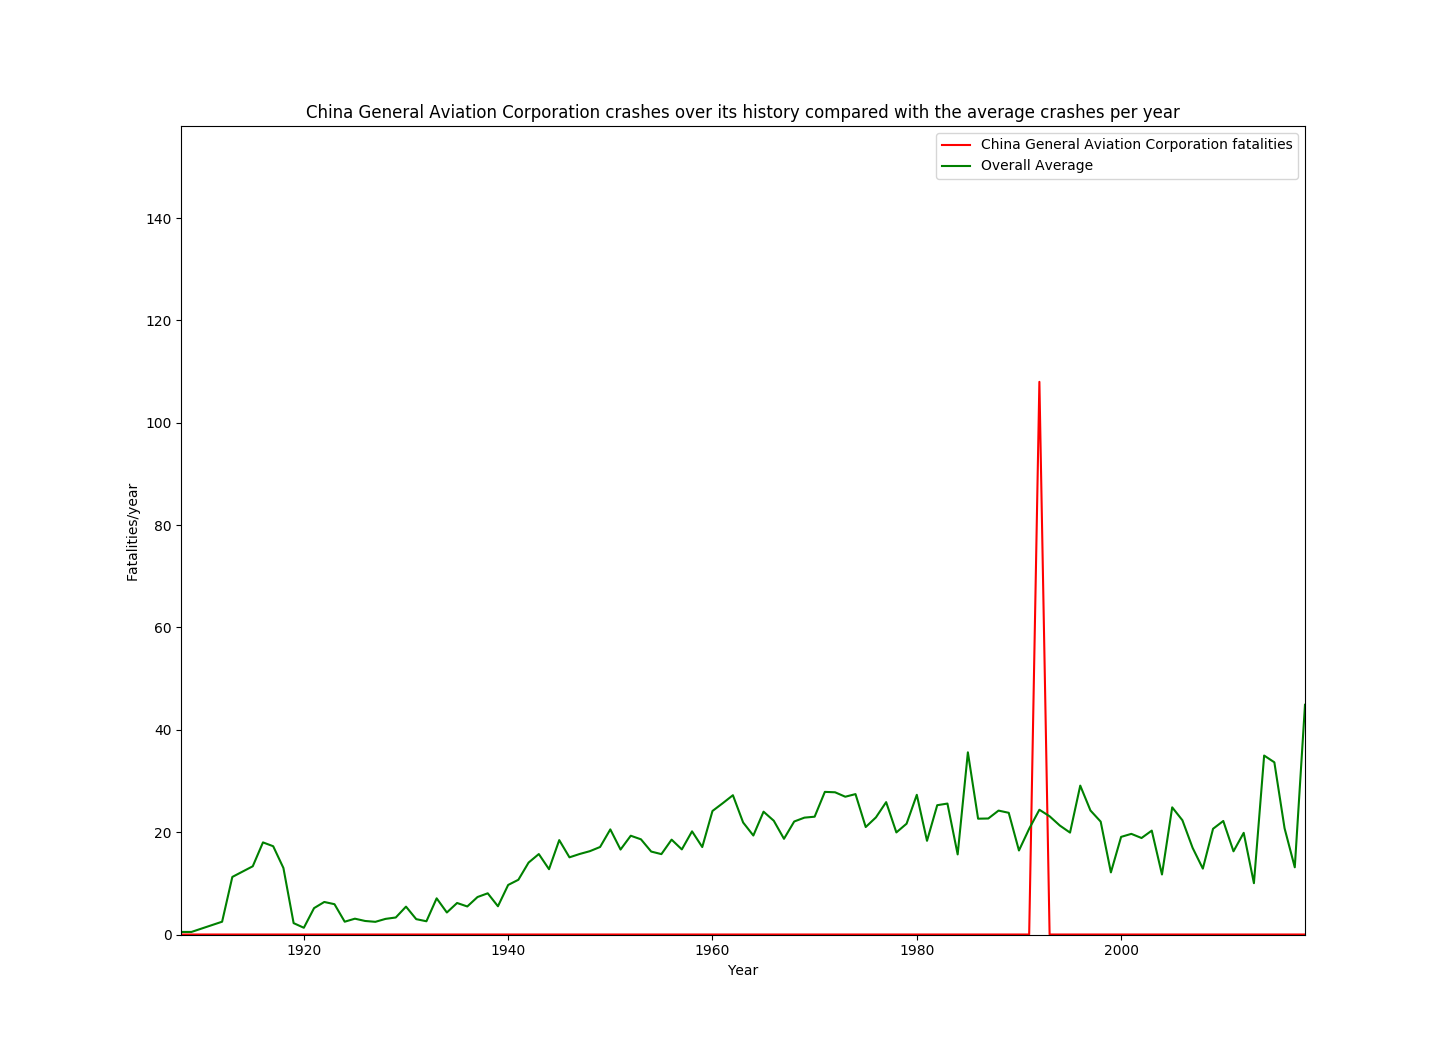 China General Aviation Corporation crashes over its history compared with the average crashes per year
China General Aviation Corporation fatalities
Overall Average
140
120
100
80
60
40
20
0
Fatalities/year
1920 1940 1960 1980 2000
Year